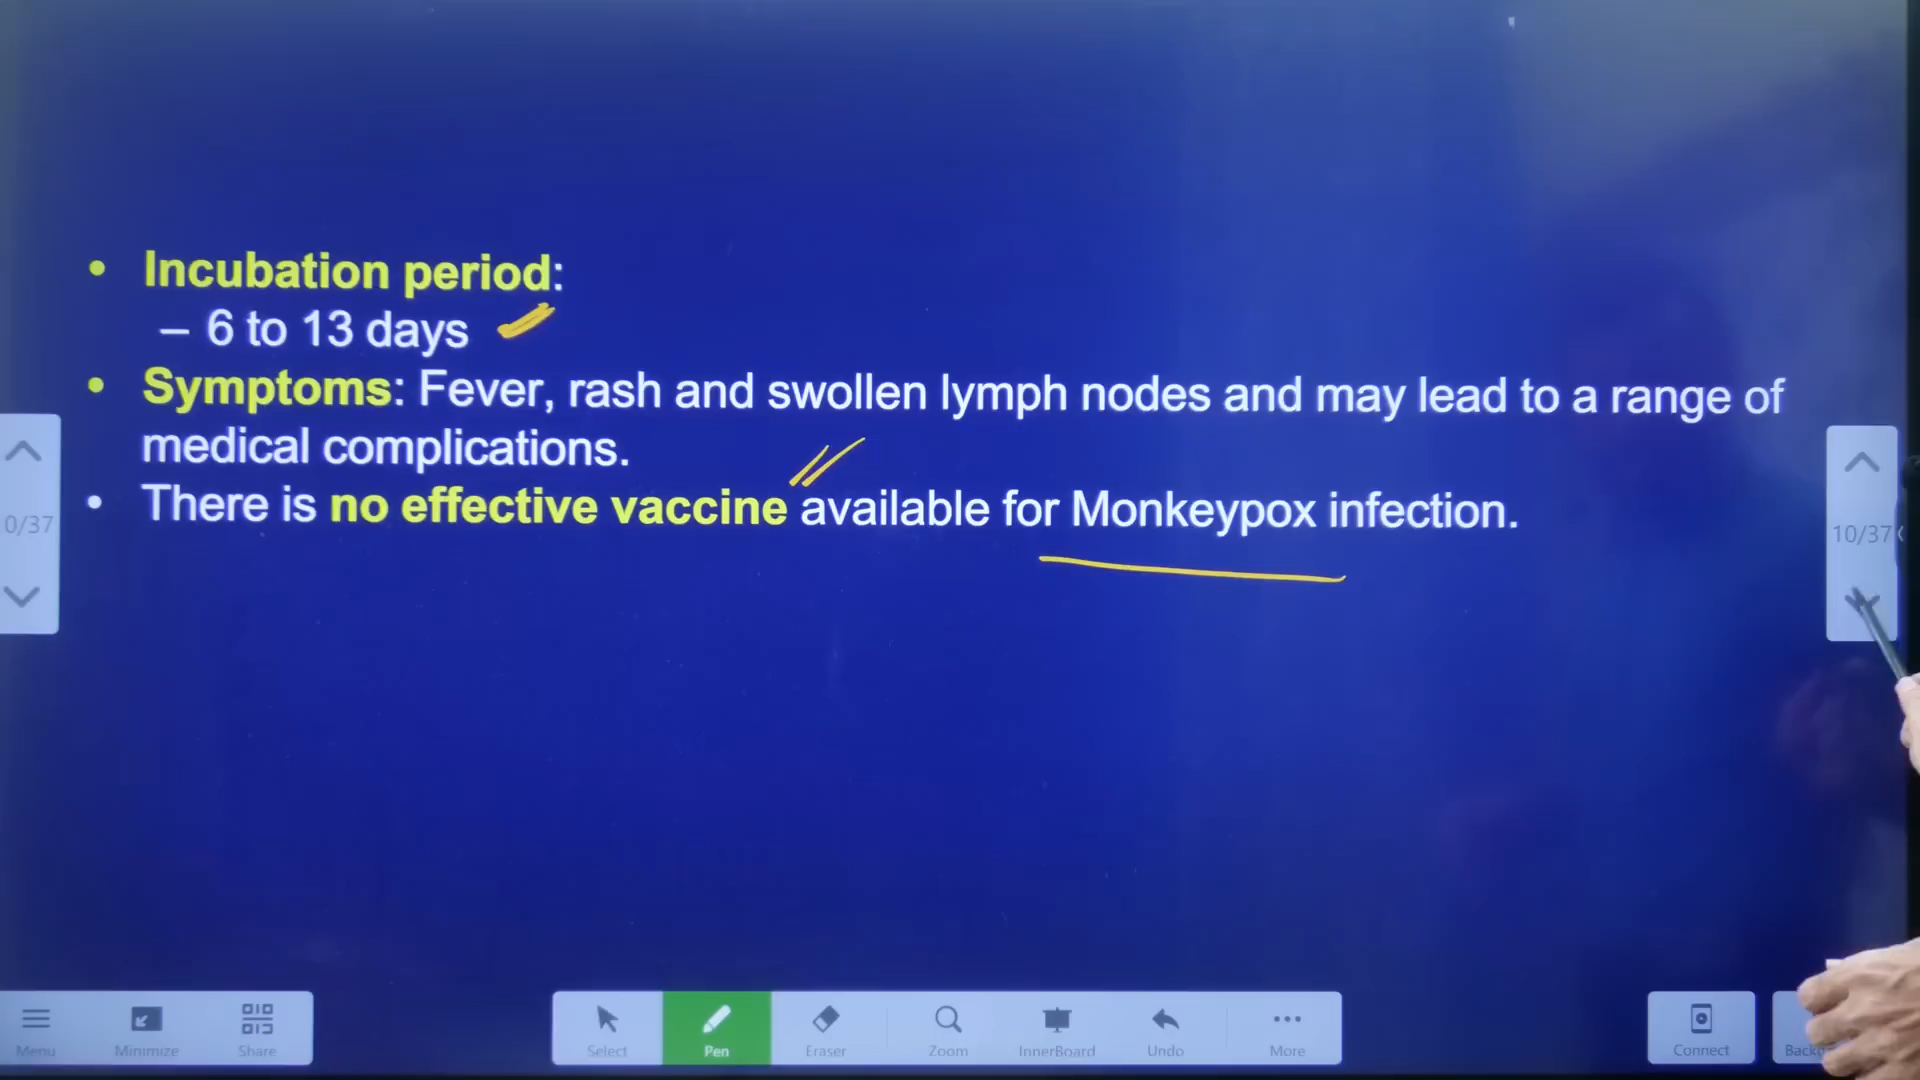 • Incubation period:
– 6 to 13 days
• Symptoms: Fever, rash and swollen lymph nodes and may lead to a range of
medical complications.
• There is no effective vaccine available for Monkeypox infection.
0/37
10/37
Menu
Minimize
Share
Select
Pen
Eraser
Zoom
InnerBoard
Undo
More
Connect